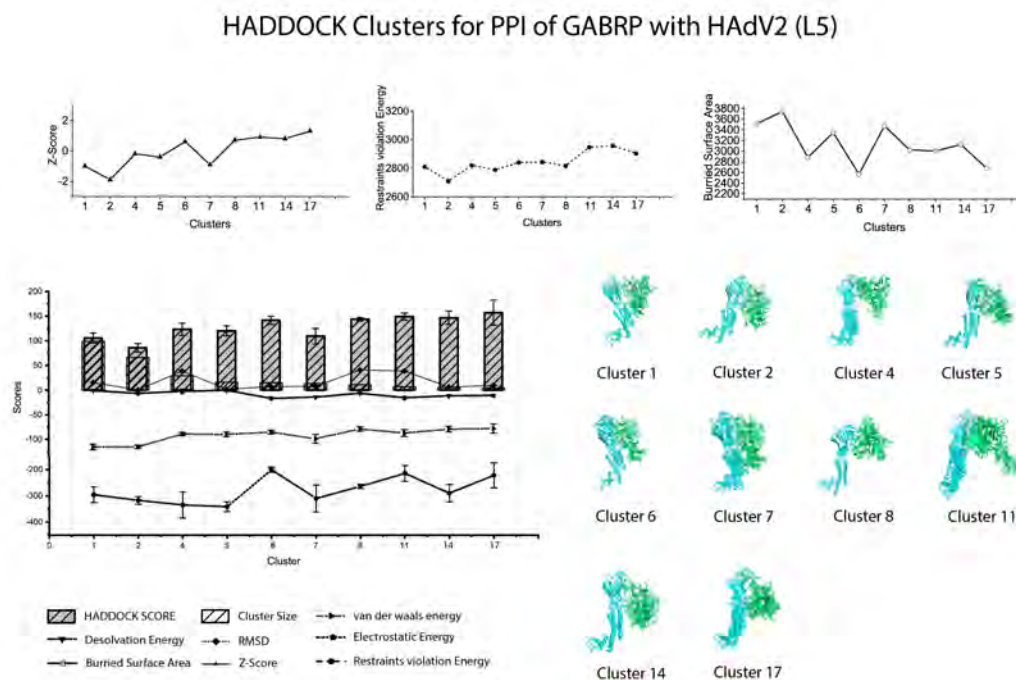 HADDOCK Clusters for PPI of GABRP with HAdV2 (L5)
Z-Score
2
0
-2
1 2 4 5 6 7 8 11 14 17
Clusters
Restraints violation Energy
3200
3000
2800
2600
1 2 4 5 6 7 8 11 14 17
Clusters
Burried Surface Area
3800
3600
3400
3200
3000
2800
2600
2400
2200
1 2 4 5 6 7 8 11 14 17
Clusters
Scores
200
150
100
50
0
-50
-100
-200
-300
-400
0 1 2 4 5 6 7 8 11 14 17
Cluster
HADDOCK SCORE Cluster Size van der waals energy
Desolvation Energy RMSD Electrostatic Energy
Burried Surface Area Z-Score Restraints violation Energy
Cluster 1 Cluster 2 Cluster 4 Cluster 5
Cluster 6 Cluster 7 Cluster 8 Cluster 11
Cluster 14 Cluster 17